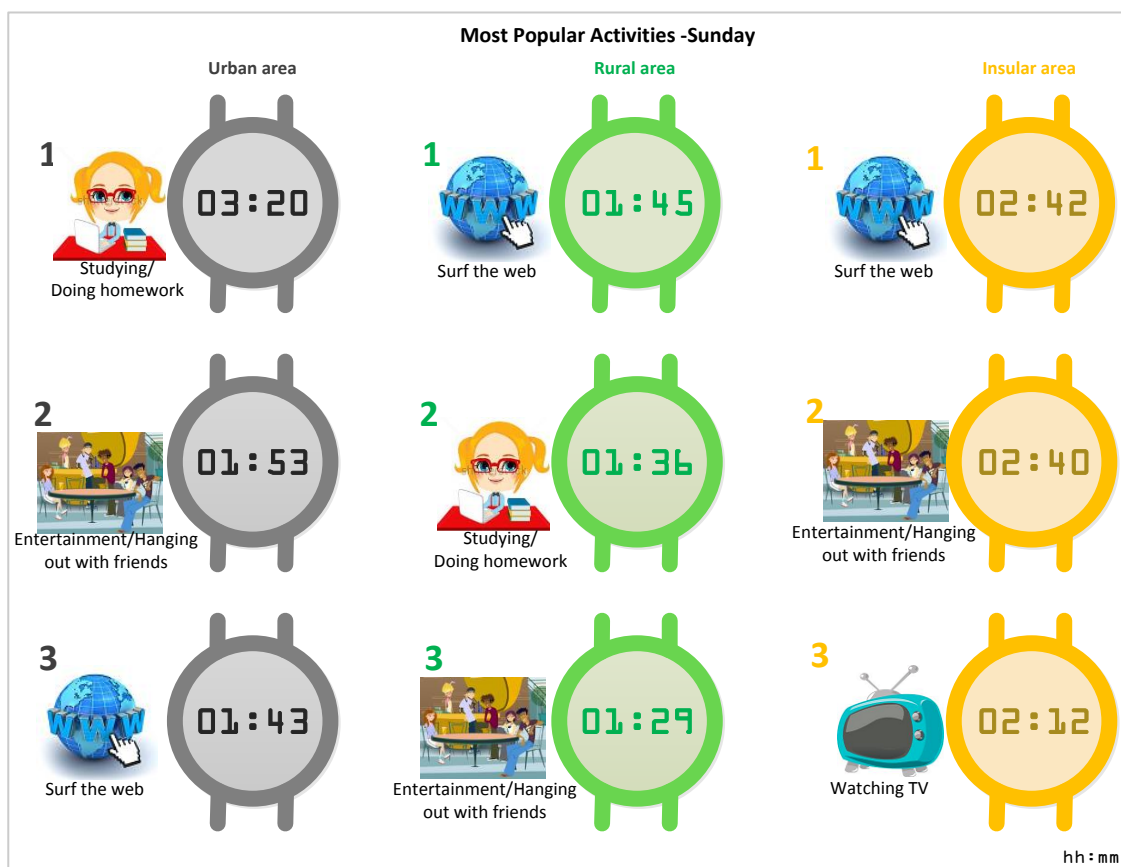 Most Popular Activities -Sunday
Urban area
Rural area
Insular area
1
03:20
Studying/
Doing homework
1
WWW
01:45
Surf the web
1
WWW
02:42
Surf the web
2
01:53
Entertainment/Hanging
out with friends
2
01:36
Studying/
Doing homework
2
02:40
Entertainment/Hanging
out with friends
3
WWW
01:43
Surf the web
3
01:29
Entertainment/Hanging
out with friends
3
02:12
Watching TV
hh:mm